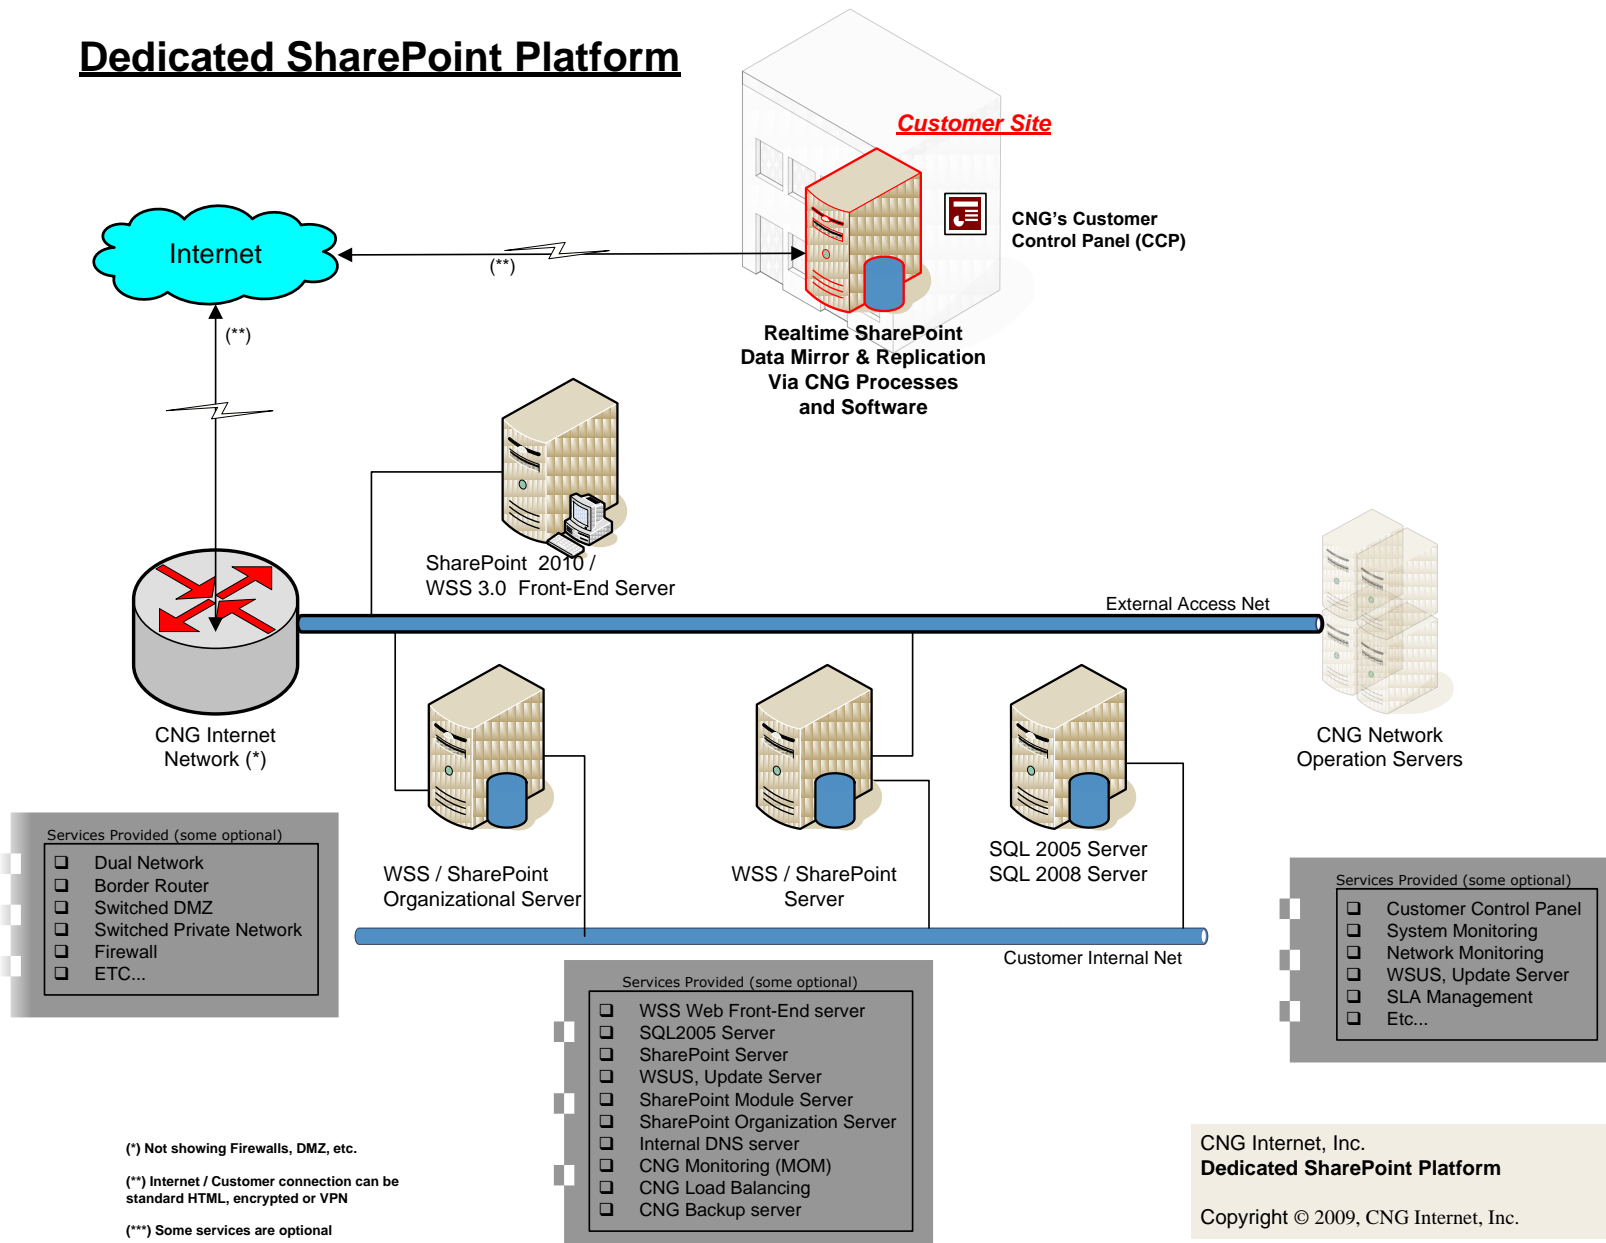 Dedicated SharePoint Platform
Customer Site
CNG's Customer
Control Panel (CCP)
Internet
(**)
(**)
Realtime SharePoint
Data Mirror & Replication
Via CNG Processes
and Software
SharePoint 2010 /
WSS 3.0 Front-End Server
External Access Net
CNG Internet
Network (*)
CNG Network
Operation Servers
WSS / SharePoint
Organizational Server
WSS / SharePoint
Server
SQL 2005 Server
SQL 2008 Server
Customer Internal Net
Services Provided (some optional)
❑ Dual Network
❑ Border Router
❑ Switched DMZ
❑ Switched Private Network
❑ Firewall
❑ ETC...
Services Provided (some optional)
❑ WSS Web Front-End server
❑ SQL2005 Server
❑ SharePoint Server
❑ WSUS, Update Server
❑ SharePoint Module Server
❑ SharePoint Organization Server
❑ Internal DNS server
❑ CNG Monitoring (MOM)
❑ CNG Load Balancing
❑ CNG Backup server
Services Provided (some optional)
❑ Customer Control Panel
❑ System Monitoring
❑ Network Monitoring
❑ WSUS, Update Server
❑ SLA Management
❑ Etc...
(*) Not showing Firewalls, DMZ, etc.
(**) Internet / Customer connection can be
standard HTML, encrypted or VPN
(***) Some services are optional
CNG Internet, Inc.
Dedicated SharePoint Platform
Copyright © 2009, CNG Internet, Inc.